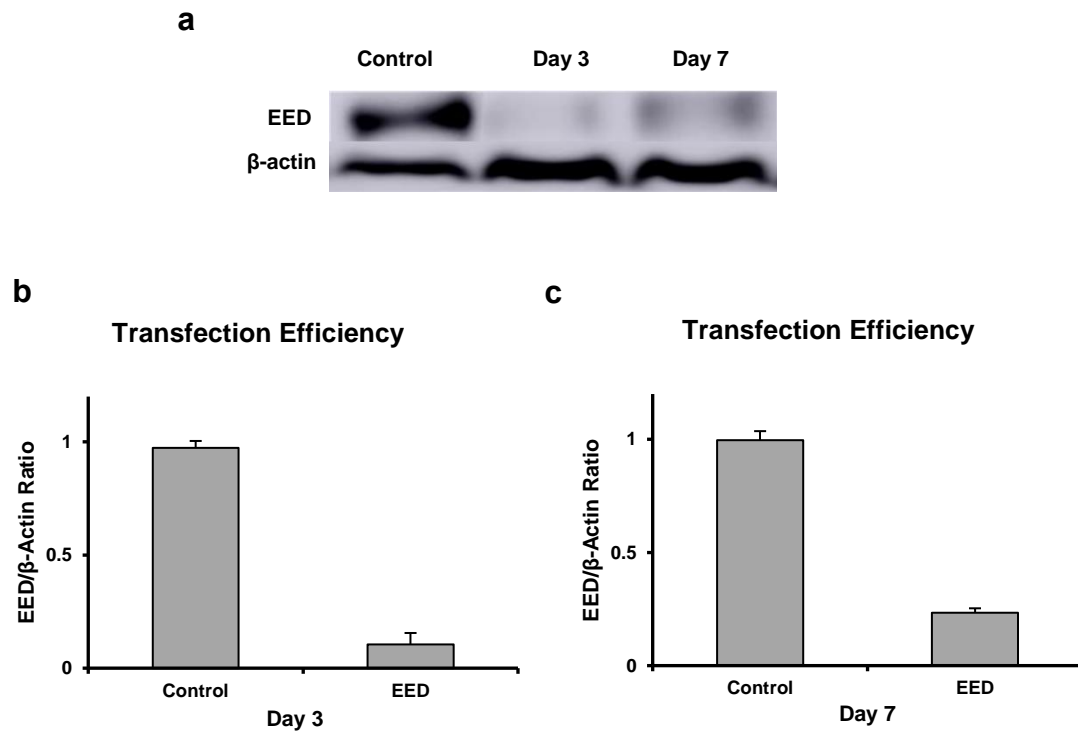 a
Control Day 3 Day 7
EED
β-actin
b
Transfection Efficiency
EED/β-Actin Ratio
1
0.5
0
Control EED
Day 3
c
Transfection Efficiency
EED/β-Actin Ratio
1
0.5
0
Control EED
Day 7